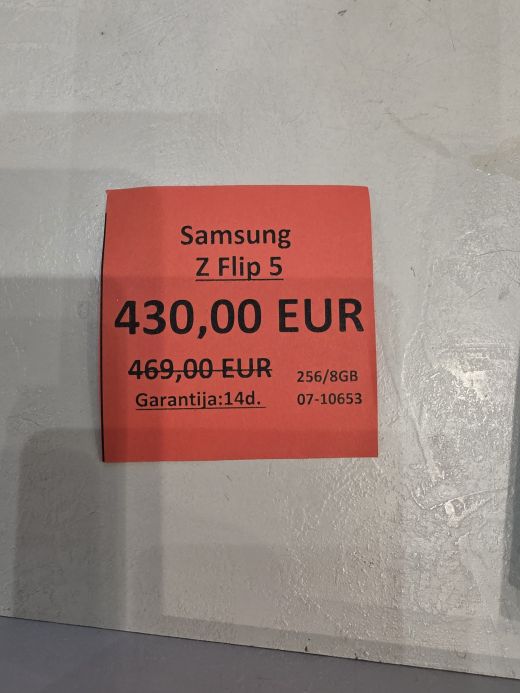 Samsung
Z Flip 5
430,00 EUR
469,00 EUR
256/8GB
Garantija:14d.
07-10653